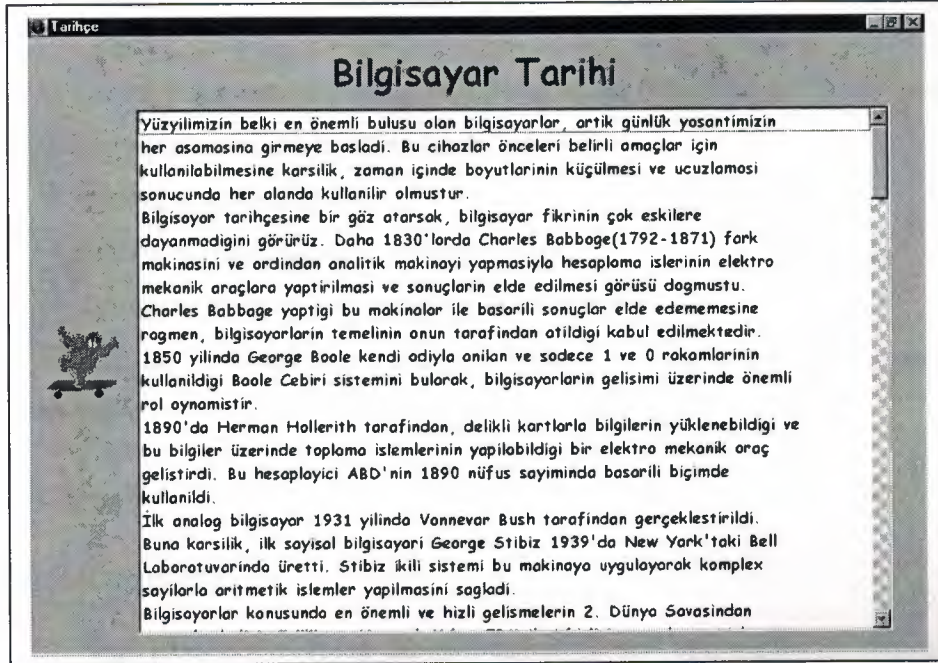 Tarihçe
Bilgisayar Tarihi
Yüzyilimizin belki en önemli bulusu olan bilgisayarlar, artik günlük yasantimizin
her asamasina girmeye basladi. Bu cihazlar önceleri belirli amaçlar için
kullanilabilmesine karsilik, zaman içinde boyutlarinin küçülmesi ve ucuzlamasi
sonucunda her alanda kullanilir olmustur.
Bilgisayar tarihçesine bir göz atarsak, bilgisayar fikrinin çok eskilere
dayanmadigini görürüz. Daha 1830'larda Charles Babbage(1792-1871) fark
makinasini ve ardindan analitik makinayi yapmasiyla hesaplama islerinin elektro
mekanik araçlara yaptirilmasi ve sonuçlarin elde edilmesi görüsü dogmustu.
Charles Babbage yaptigi bu makinalar ile basarili sonuçlar elde edememesine
ragmen, bilgisayarlarin temelinin onun tarafindan atildigi kabul edilmektedir.
1850 yilinda George Boole kendi adiyla anilan ve sadece 1 ve 0 rakamlarinin
kullanildigi Boole Cebiri sistemini bularak, bilgisayarlarin gelisimi üzerinde önemli
rol oynamistir.
1890'da Herman Hollerith tarafindan, delikli kartlarla bilgilerin yüklenebildigi ve
bu bilgiler üzerinde toplama islemlerinin yapilabildigi bir elektro mekanik araç
gelistirdi. Bu hesaplayici ABD'nin 1890 nüfus sayiminda basarili biçimde
kullanildi.
İlk analog bilgisayar 1931 yilinda Vannevar Bush tarafindan gerçeklestirildi.
Buna karsilik, ilk sayisal bilgisayari George Stibiz 1939'da New York'taki Bell
Laboratuvarinda üretti. Stibiz ikili sistemi bu makinaya uygulayarak komplex
sayilarla aritmetik islemler yapilmasini sagladi.
Bilgisayarlar konusunda en önemli ve hizli gelismelerin 2. Dünya Savasindan